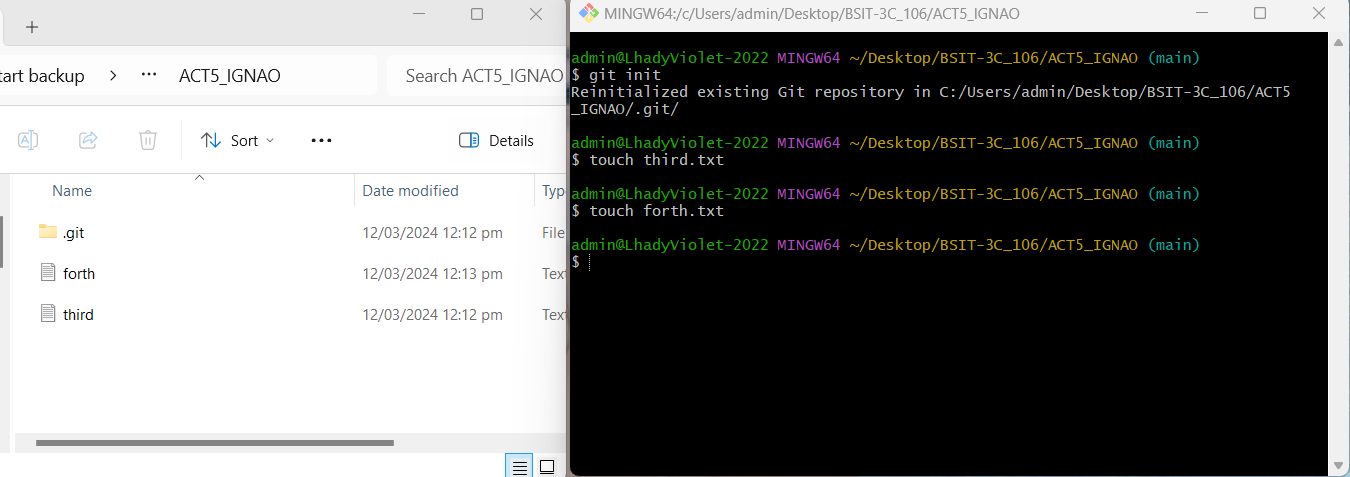 tart backup > ... ACT5_IGNAO
Search ACT5_IGNAO
Sort
Details
Name Date modified Type
.git 12/03/2024 12:12 pm File
forth 12/03/2024 12:13 pm Text
third 12/03/2024 12:12 pm Text
MINGW64:/c/Users/admin/Desktop/BSIT-3C_106/ACT5_IGNAO
admin@LhadyViolet-2022 MINGW64 ~/Desktop/BSIT-3C_106/ACT5_IGNAO (main)
$ git init
Reinitialized existing Git repository in C:/Users/admin/Desktop/BSIT-3C_106/ACT5
_IGNAO/.git/
admin@LhadyViolet-2022 MINGW64 ~/Desktop/BSIT-3C_106/ACT5_IGNAO (main)
$ touch third.txt
admin@LhadyViolet-2022 MINGW64 ~/Desktop/BSIT-3C_106/ACT5_IGNAO (main)
$ touch forth.txt
admin@LhadyViolet-2022 MINGW64 ~/Desktop/BSIT-3C_106/ACT5_IGNAO (main)
$